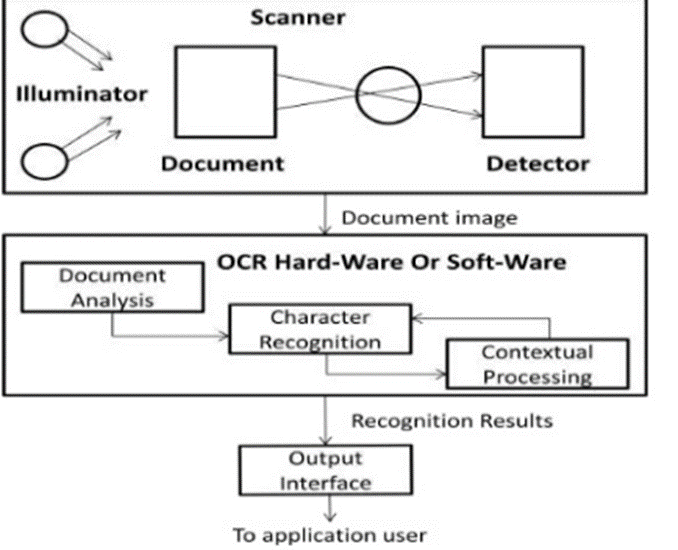 Scanner
Illuminator
Document
Detector
Document image
OCR Hard-Ware Or Soft-Ware
Document
Analysis
Character
Recognition
Contextual
Processing
Recognition Results
Output
Interface
To application user